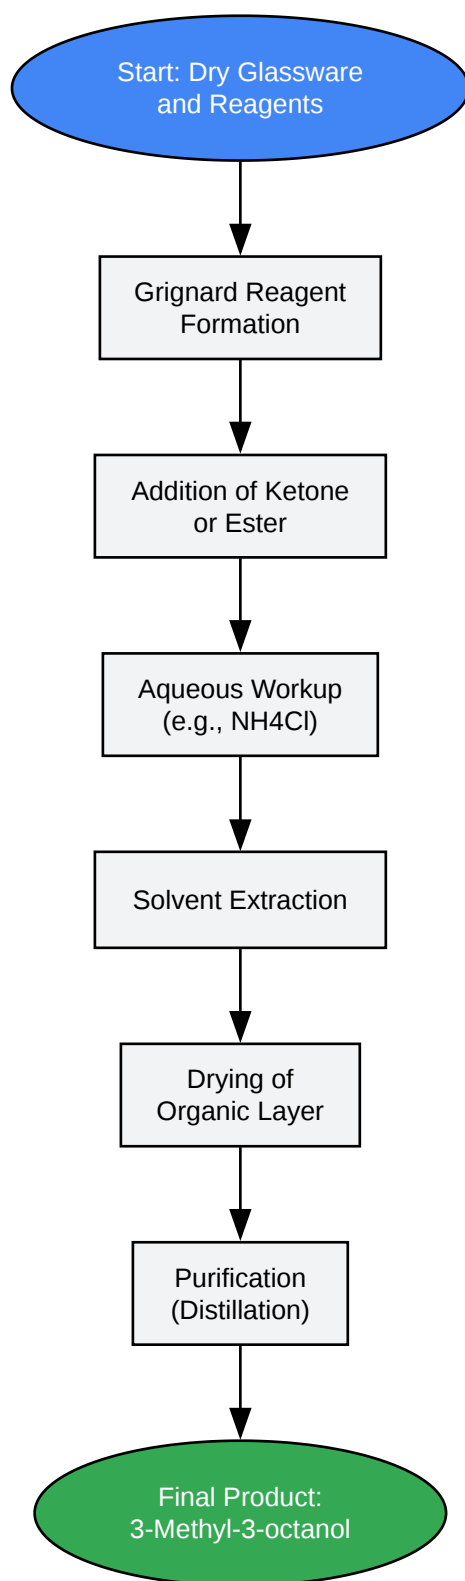 Start: Dry Glassware
and Reagents
Grignard Reagent
Formation
Addition of Ketone
or Ester
Aqueous Workup
(e.g., NH4Cl)
Solvent Extraction
Drying of
Organic Layer
Purification
(Distillation)
Final Product:
3-Methyl-3-octanol